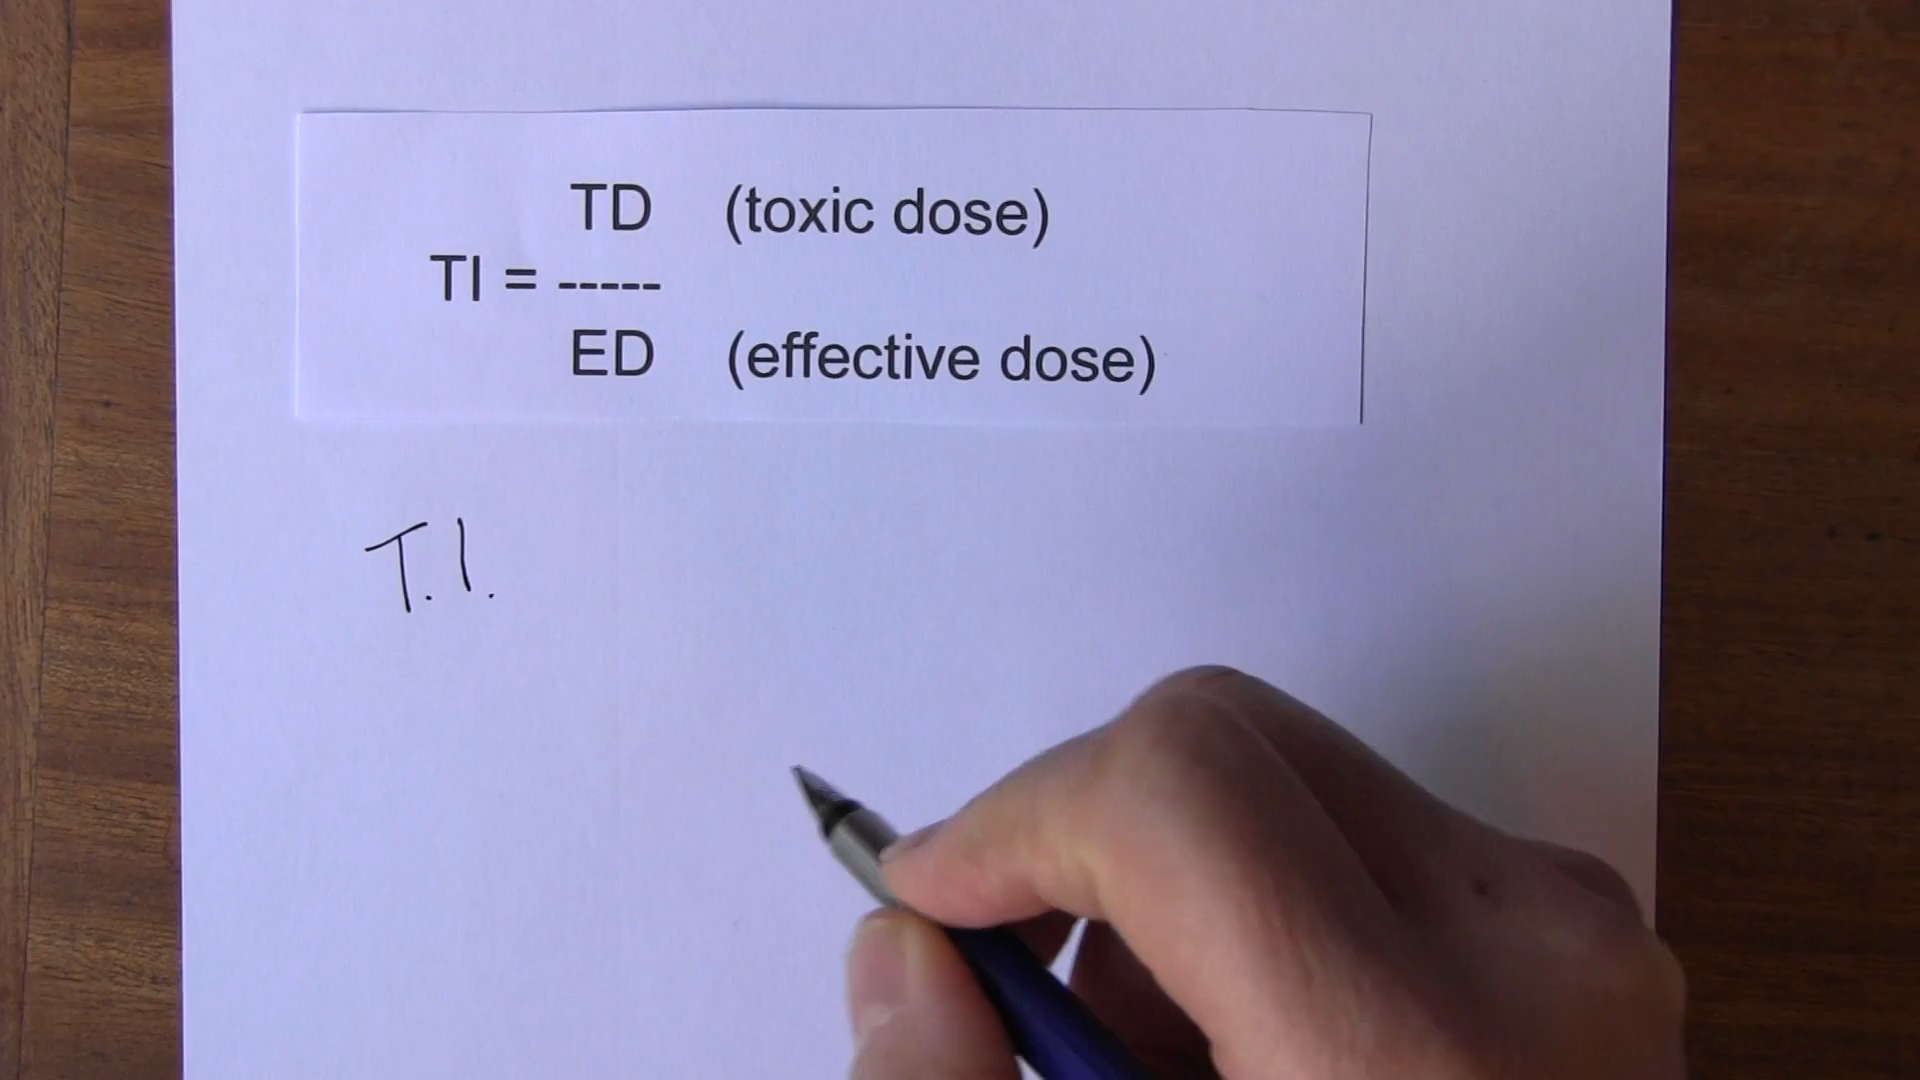 TD (toxic dose)
TI = -----
ED (effective dose)
T.I.